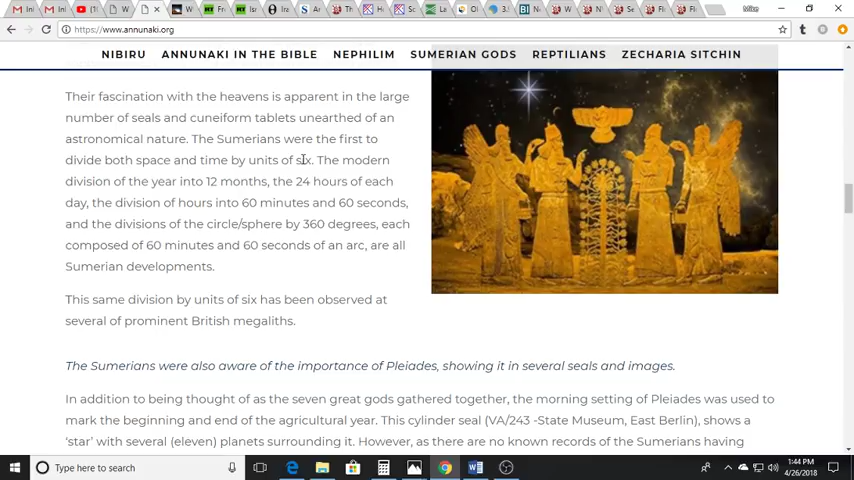 Mike
https://www.annunaki.org
NIBIRU ANNUNAKI IN THE BIBLE NEPHILIM SUMERIAN GODS REPTILIANS ZECHARIA SITCHIN
Their fascination with the heavens is apparent in the large
number of seals and cuneiform tablets unearthed of an
astronomical nature. The Sumerians were the first to
divide both space and time by units of six. The modern
division of the year into 12 months, the 24 hours of each
day, the division of hours into 60 minutes and 60 seconds,
and the divisions of the circle/sphere by 360 degrees, each
composed of 60 minutes and 60 seconds of an arc, are all
Sumerian developments.
This same division by units of six has been observed at
several of prominent British megaliths.
The Sumerians were also aware of the importance of Pleiades, showing it in several seals and images.
In addition to being thought of as the seven great gods gathered together, the morning setting of Pleiades was used to
mark the beginning and end of the agricultural year. This cylinder seal (VA/243 -State Museum, East Berlin), shows a
‘star’ with several (eleven) planets surrounding it. However, as there are no known records of the Sumerians having
Type here to search
1:44 PM
4/26/2018